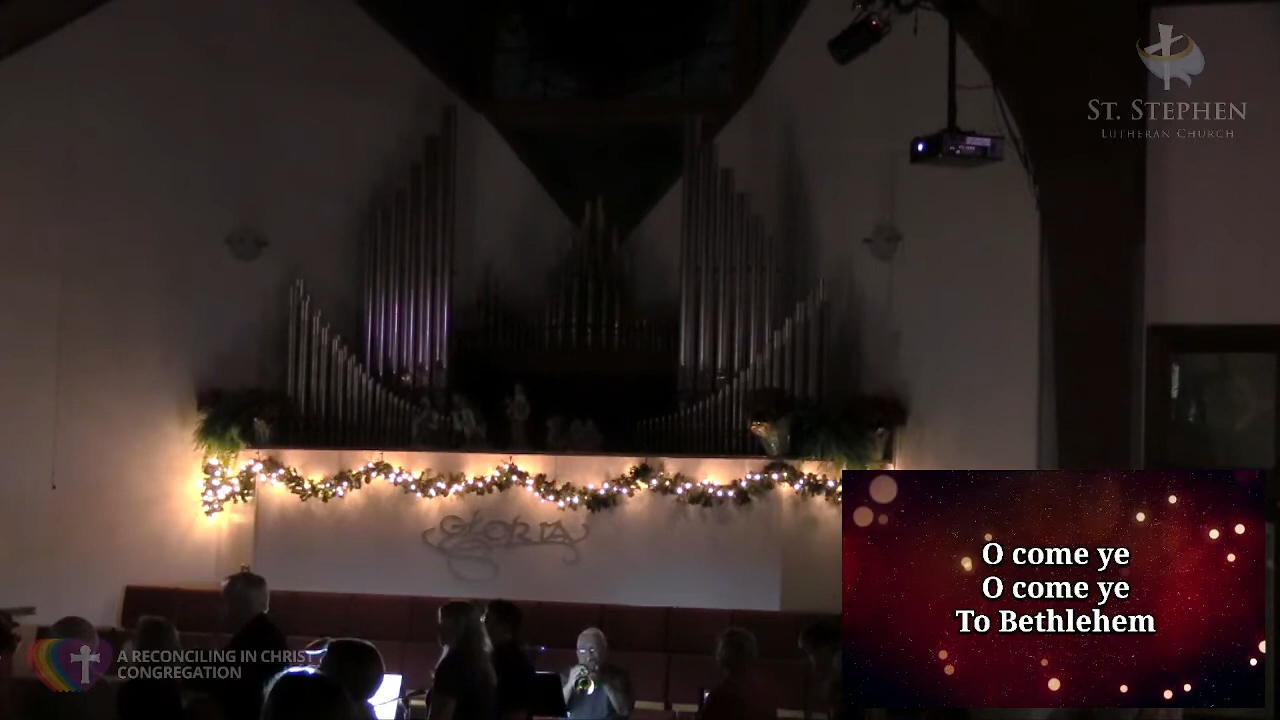 ST. STEPHEN
LUTHERAN CHURCH
GLORIA
O come ye
O come ye
To Bethlehem
A RECONCILING IN CHRIST
CONGREGATION